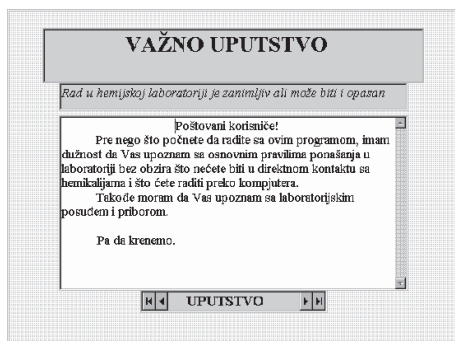 VAŽNO UPUTSTVO
Rad u hemijskoj laboratoriji je zanimljiv ali može biti i opasan
Poštovani korisniče!
Pre nego što počnete da radite sa ovim programom, imam
dužnost da Vas upoznam sa osnovnim pravilima ponašanja u
laboratoriji bez obzira što nećete biti u direktnom kontaktu sa
hemikalijama i što ćete raditi preko kompjutera.
Takođe moram da Vas upoznam sa laboratorijskim
posuđem i priborom.
Pa da krenemo.
UPUTSTVO